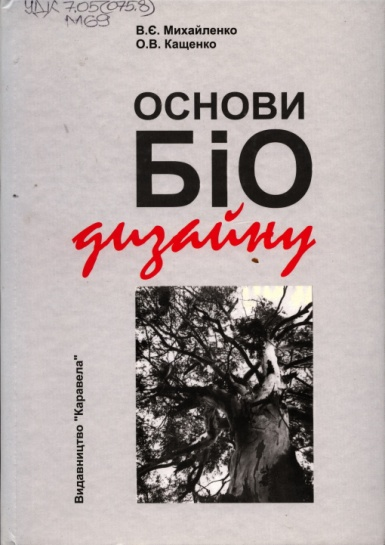 УДК 7.05(075.8)
М69
В.Є. Михайленко
О.В. Кащенко
ОСНОВИ
БіО
дизайну
Видавництво "Каравела"